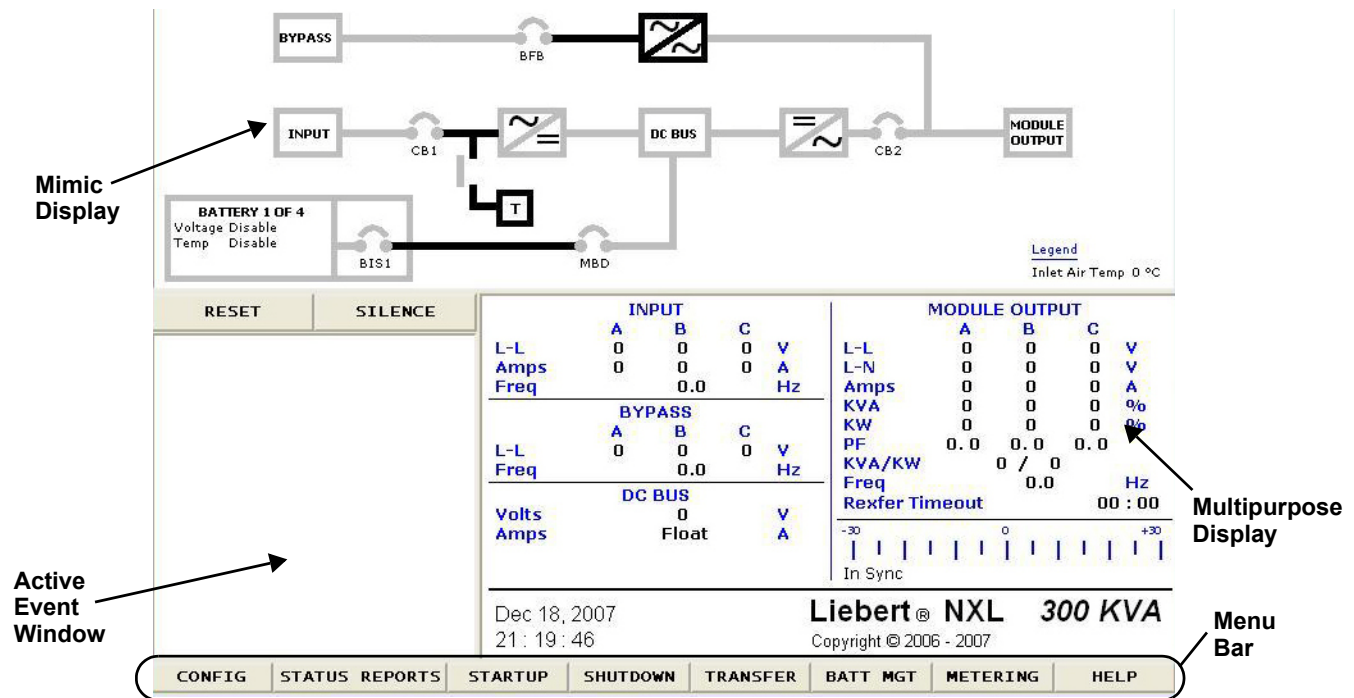 BYPASS
BFB
INPUT
CB1
DC BUS
CB2
MODULE
OUTPUT
Mimic
Display
T
BATTERY 1 OF 4
Voltage Disable
Temp Disable
BIS1
MBD
Legend
Inlet Air Temp 0 °C
RESET
SILENCE
INPUT
A B C
L-L 0 0 0 V
Amps 0 0 0 A
Freq 0.0 Hz
BYPASS
A B C
L-L 0 0 0 V
Freq 0.0 Hz
DC BUS
Volts 0 V
Amps Float A
MODULE OUTPUT
A B C
L-L 0 0 0 V
L-N 0 0 0 V
Amps 0 0 0 A
KVA 0 0 0 %
KW 0 0 0 %
PF 0.0 0.0 0.0
KVA/KW 0 / 0
Freq 0.0 Hz
Rexfer Timeout 00 : 00
-30 0 +30
In Sync
Multipurpose
Display
Active
Event
Window
Dec 18, 2007
21 : 19 : 46
Liebert ® NXL 300 KVA
Copyright © 2006 - 2007
Menu
Bar
CONFIG STATUS REPORTS STARTUP SHUTDOWN TRANSFER BATT MGT METERING HELP